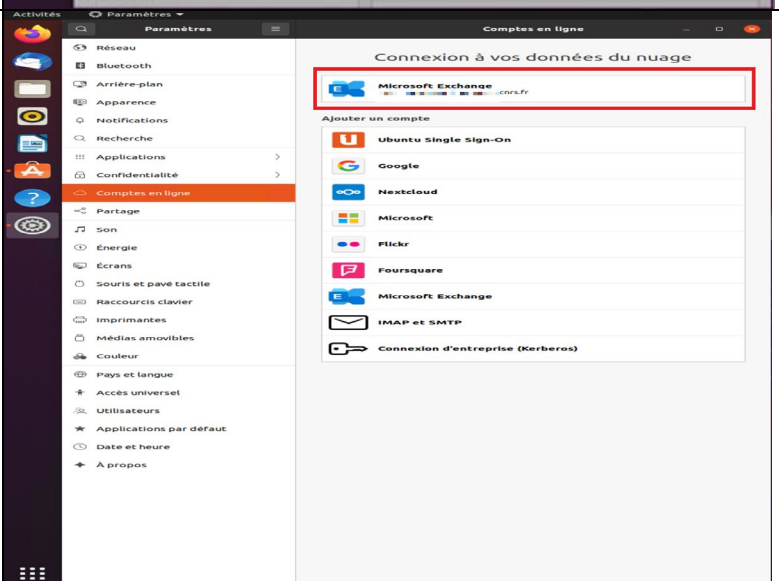 Activités
Paramètres
Paramètres
Comptes en ligne
Réseau
Bluetooth
Arrière-plan
Apparence
Notifications
Recherche
Applications
Confidentialité
Comptes en ligne
Partage
Son
Énergie
Écrans
Souris et pavé tactile
Raccourcis clavier
Imprimantes
Médias amovibles
Couleur
Pays et langue
Accès universel
Utilisateurs
Applications par défaut
Date et heure
À propos
Connexion à vos données du nuage
Microsoft Exchange
cnrs.fr
Ajouter un compte
Ubuntu Single Sign-On
Google
Nextcloud
Microsoft
Flickr
Foursquare
Microsoft Exchange
IMAP et SMTP
Connexion d'entreprise (Kerberos)